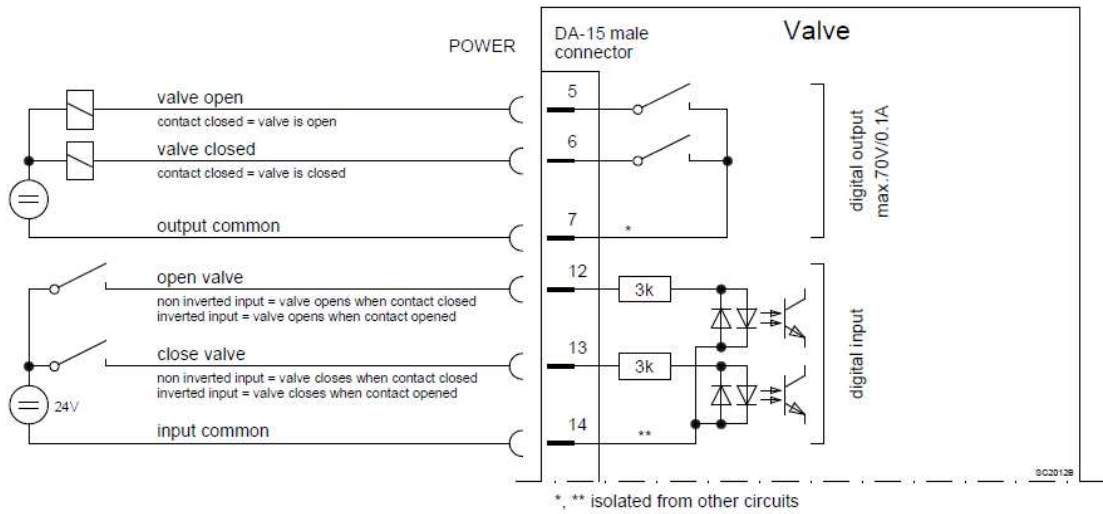 Valve
DA-15 male
connector
POWER
valve open
contact closed = valve is open
5
valve closed
contact closed = valve is closed
6
digital output
max.70V/0.1A
output common
7
*
open valve
12
3k
non inverted input = valve opens when contact closed
inverted input = valve opens when contact opened
close valve
13
3k
non inverted input = valve closes when contact closed
inverted input = valve closes when contact opened
digital input
24V
input common
14
**
SC2012B
*, ** isolated from other circuits